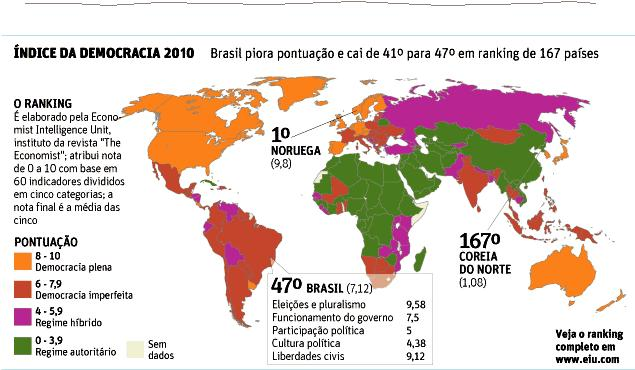 ÍNDICE DA DEMOCRACIA 2010 Brasil piora pontuação e cai de 41º para 47º em ranking de 167 países
O RANKING
É elaborado pela Econo-
mist Intelligence Unit,
instituto da revista "The
Economist"; atribui nota
de 0 a 10 com base em
60 indicadores divididos
em cinco categorias; a
nota final é a média das
cinco
PONTUAÇÃO
8 - 10
Democracia plena
6 - 7,9
Democracia imperfeita
4 - 5,9
Regime híbrido
0 - 3,9
Regime autoritário
Sem
dados
1º
NORUEGA
(9,8)
167º
COREIA
DO NORTE
(1,08)
47º BRASIL (7,12)
Eleições e pluralismo 9,58
Funcionamento do governo 7,5
Participação política 5
Cultura política 4,38
Liberdades civis 9,12
Veja o ranking
completo em
www.eiu.com